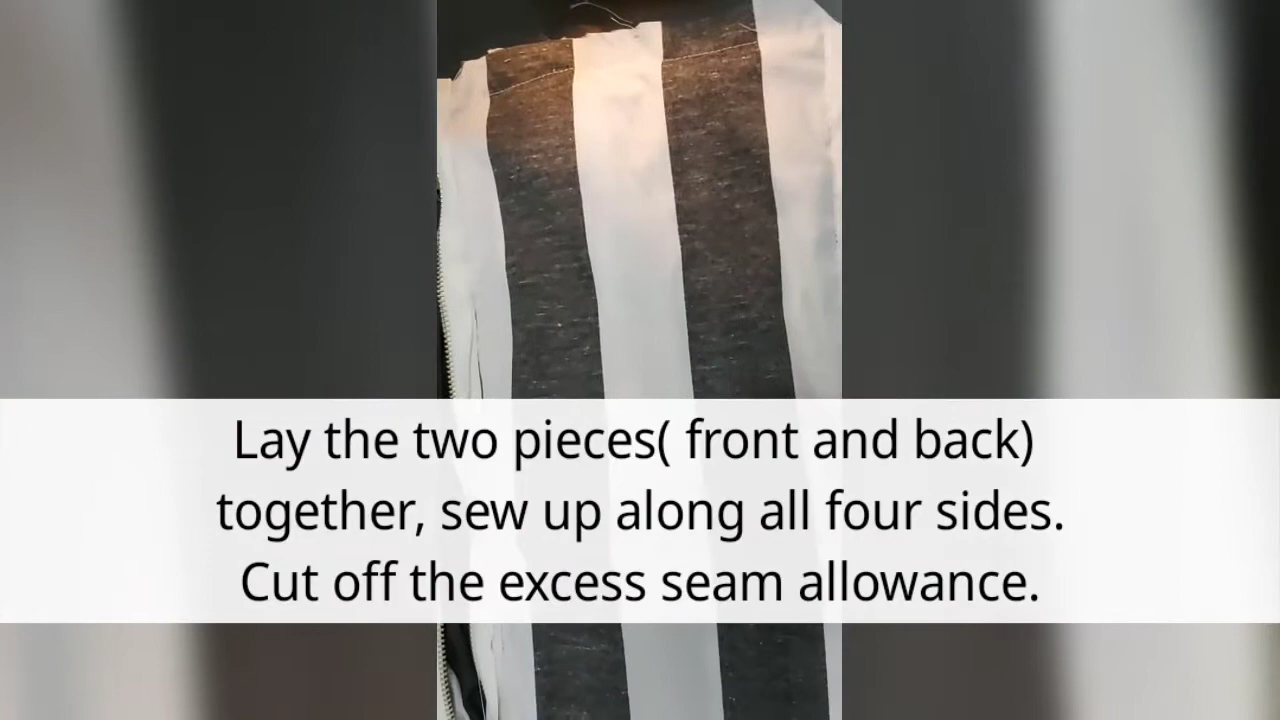 Lay the two pieces( front and back)
together, sew up along all four sides.
Cut off the excess seam allowance.